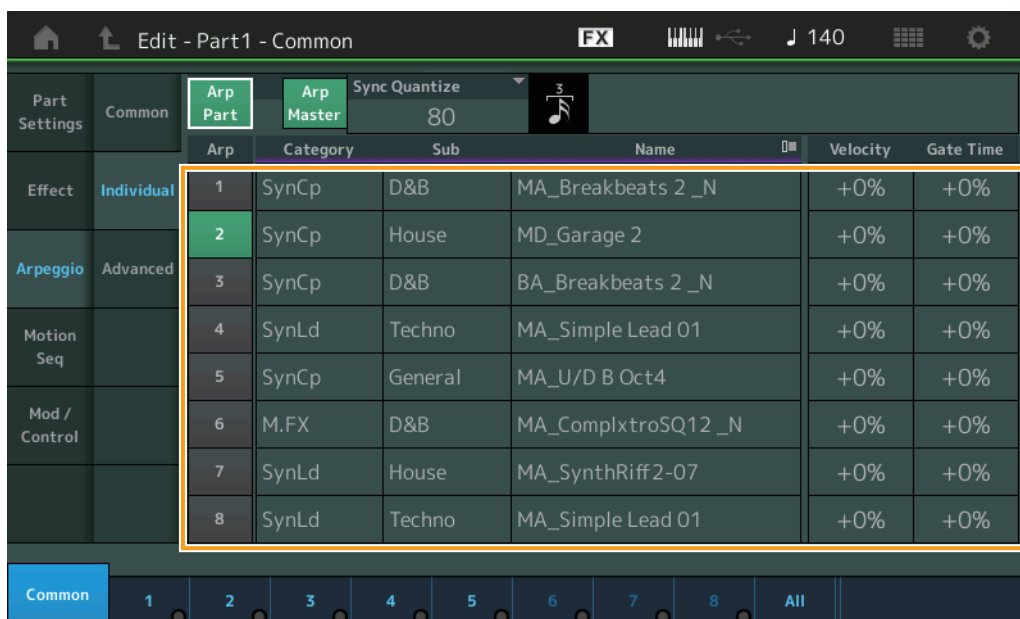 Edit - Part1 - Common FX ♩ 140
Part Settings Common Arp Part Arp Master Sync Quantize 80 3
Arp Category Sub Name Velocity Gate Time
Effect Individual 1 SynCp D&B MA_Breakbeats 2 _N +0% +0%
2 SynCp House MD_Garage 2 +0% +0%
Arpeggio Advanced 3 SynCp D&B BA_Breakbeats 2 _N +0% +0%
Motion Seq 4 SynLd Techno MA_Simple Lead 01 +0% +0%
5 SynCp General MA_U/D B Oct4 +0% +0%
Mod / Control 6 M.FX D&B MA_ComplxtroSQ12 _N +0% +0%
7 SynLd House MA_SynthRiff2-07 +0% +0%
8 SynLd Techno MA_Simple Lead 01 +0% +0%
Common 1 2 3 4 5 6 7 8 All